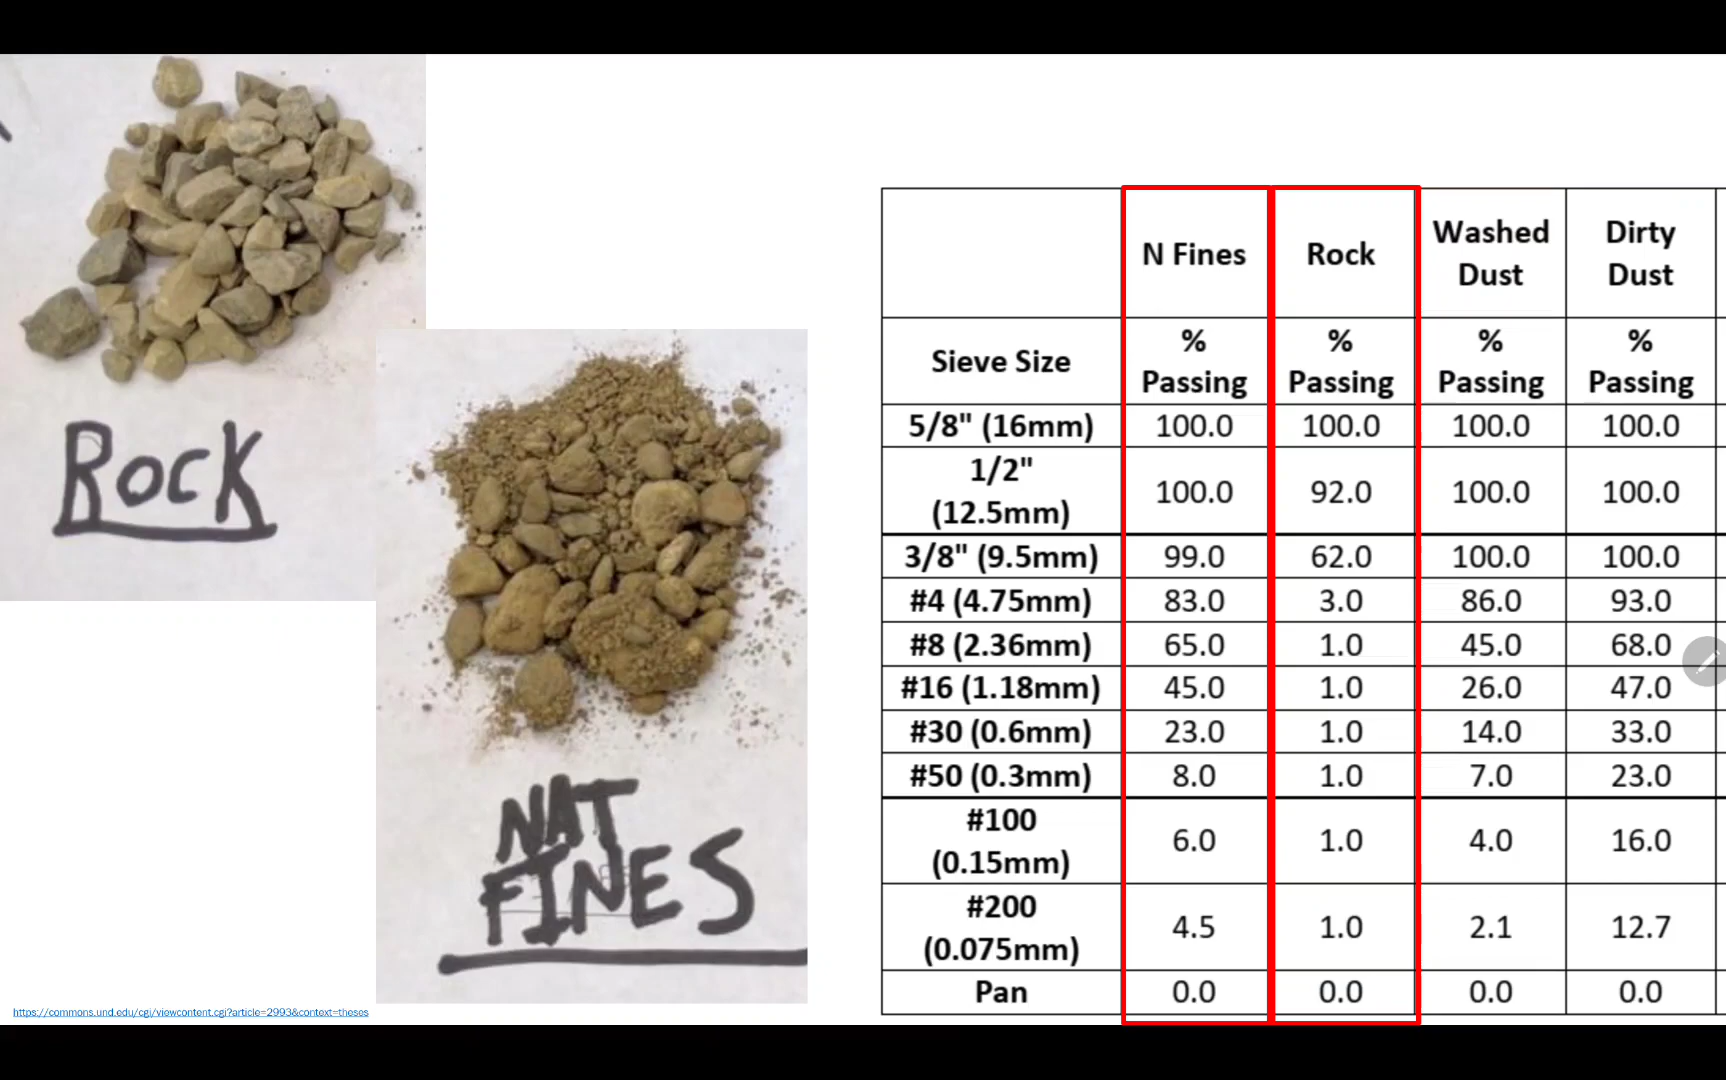 ROCK
NAT
FINES
https://commons.und.edu/cgi/viewcontent.cgi?article=2993&context=theses
N Fines Rock Washed Dust Dirty Dust
Sieve Size % Passing % Passing % Passing % Passing
5/8" (16mm) 100.0 100.0 100.0 100.0
1/2" (12.5mm) 100.0 92.0 100.0 100.0
3/8" (9.5mm) 99.0 62.0 100.0 100.0
#4 (4.75mm) 83.0 3.0 86.0 93.0
#8 (2.36mm) 65.0 1.0 45.0 68.0
#16 (1.18mm) 45.0 1.0 26.0 47.0
#30 (0.6mm) 23.0 1.0 14.0 33.0
#50 (0.3mm) 8.0 1.0 7.0 23.0
#100 (0.15mm) 6.0 1.0 4.0 16.0
#200 (0.075mm) 4.5 1.0 2.1 12.7
Pan 0.0 0.0 0.0 0.0